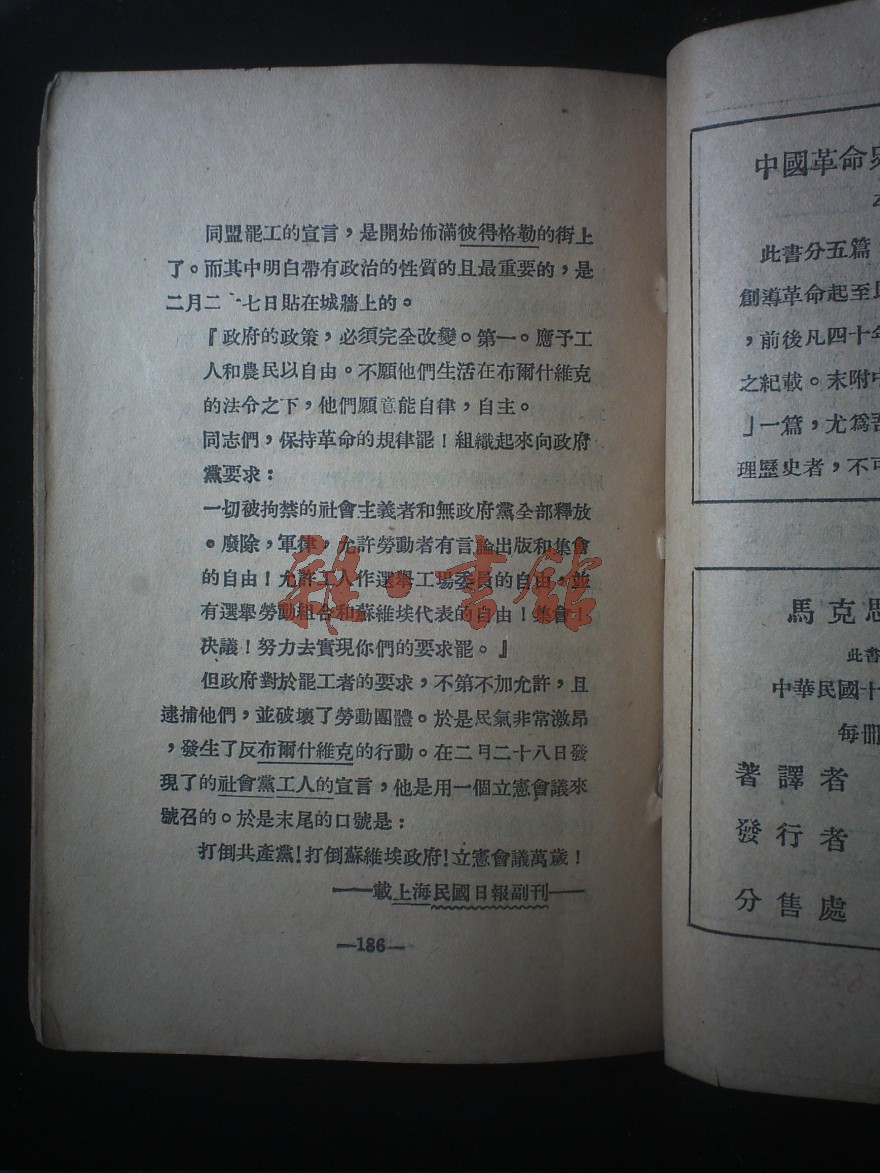 同盟罷工的宣言，是開始佈滿彼得格勒的街上
了。而其中明白帶有政治的性質的且最重要的，是
二月二十七日貼在城牆上的。
『政府的政策，必須完全改變。第一。應予工
人和農民以自由。不願他們生活在布爾什維克
的法令之下，他們願意能自律，自主。
同志們，保持革命的規律罷！組織起來向政府
黨要求：
一切被拘禁的社會主義者和無政府黨全部釋放
。廢除，軍律，允許勞動者有言論出版和集會
的自由！允許工人作選舉工場委員的自由，並
有選舉勞動組合和蘇維埃代表的自由！集會！
決議！努力去實現你們的要求罷。』
但政府對於罷工者的要求，不第不加允許，且
逮捕他們，並破壞了勞動團體。於是民氣非常激昂
，發生了反布爾什維克的行動。在二月二十八日發
現了的社會黨工人的宣言，他是用一個立憲會議來
號召的。於是末尾的口號是：
打倒共產黨！打倒蘇維埃政府！立憲會議萬歲！
——載上海民國日報副刊——
—186—
雜·書館
中國革命
此書分五篇，
創導革命起至
，前後凡四十年
之紀載。末附中
」一篇，尤爲
理歷史者，不可
馬克思
此書
中華民國十
每冊
著譯者
發行者
分售處